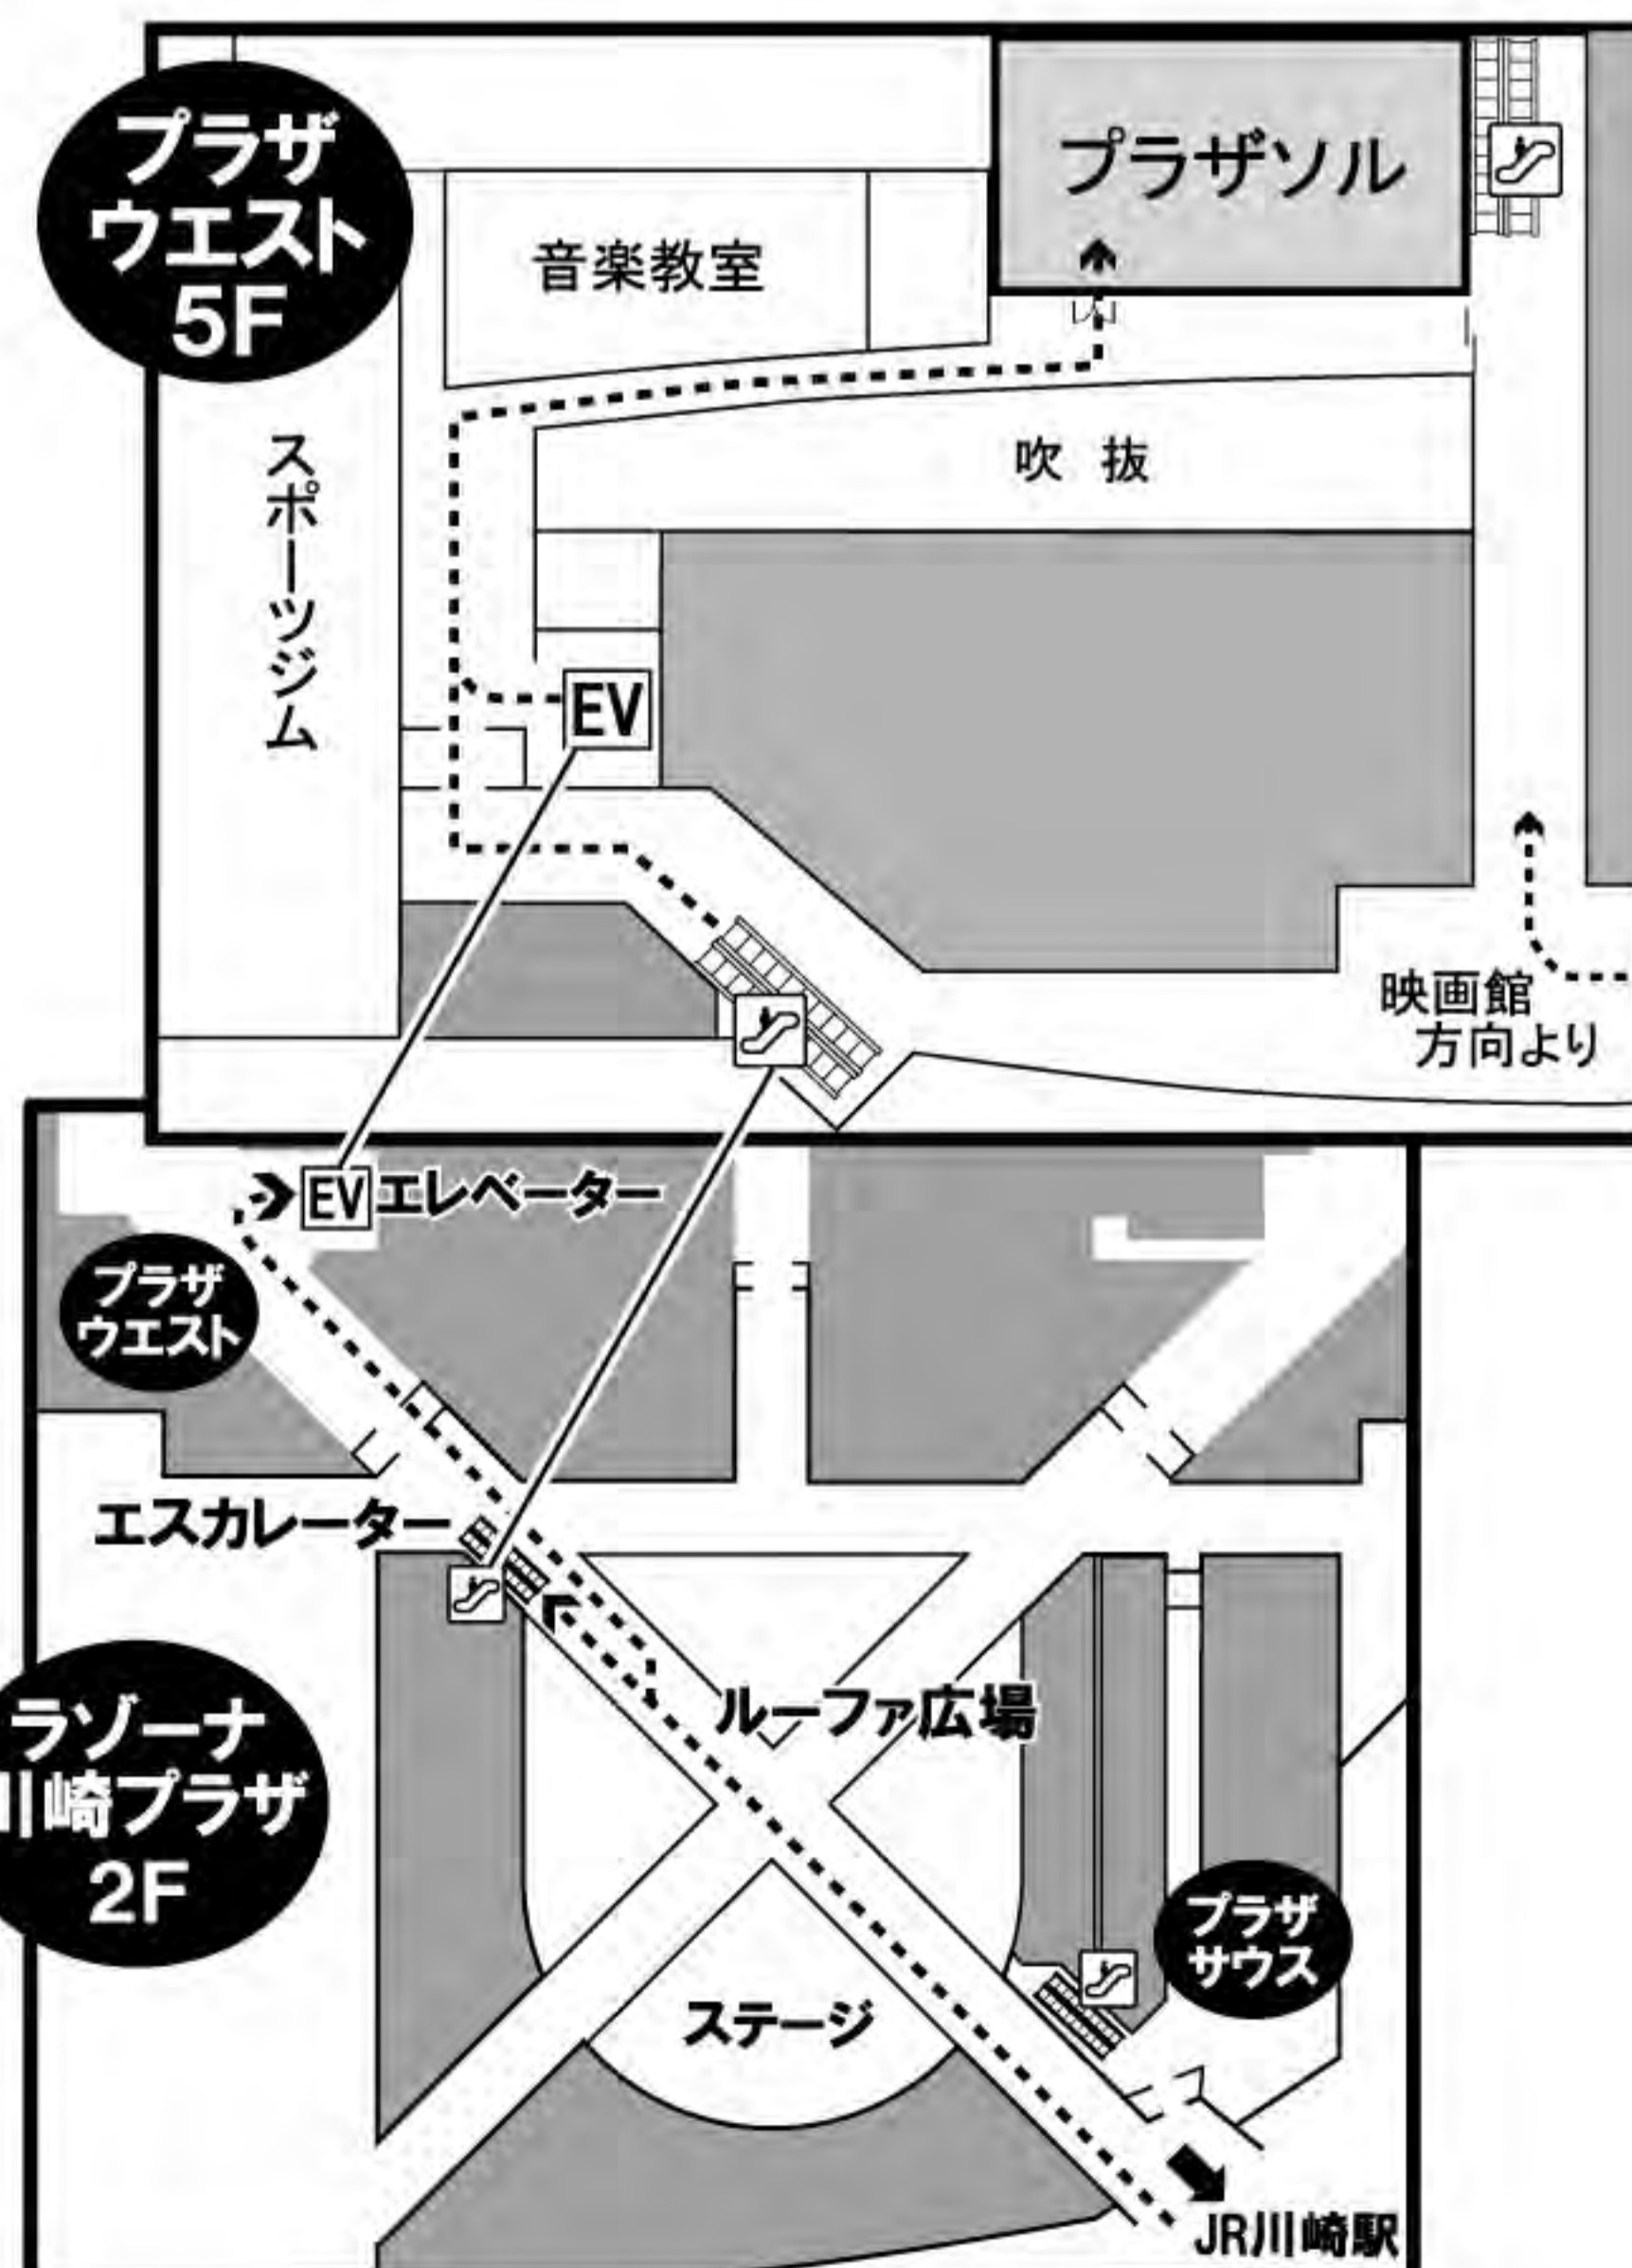 プラザ
ウエスト
5F
プラザソル
音楽教室
吹 抜
スポーツジム
EV
映画館
方向より
EV
エレベーター
プラザ
ウエスト
エスカレーター
ルーファ広場
ラゾーナ
川崎プラザ
2F
プラザ
サウス
ステージ
JR川崎駅